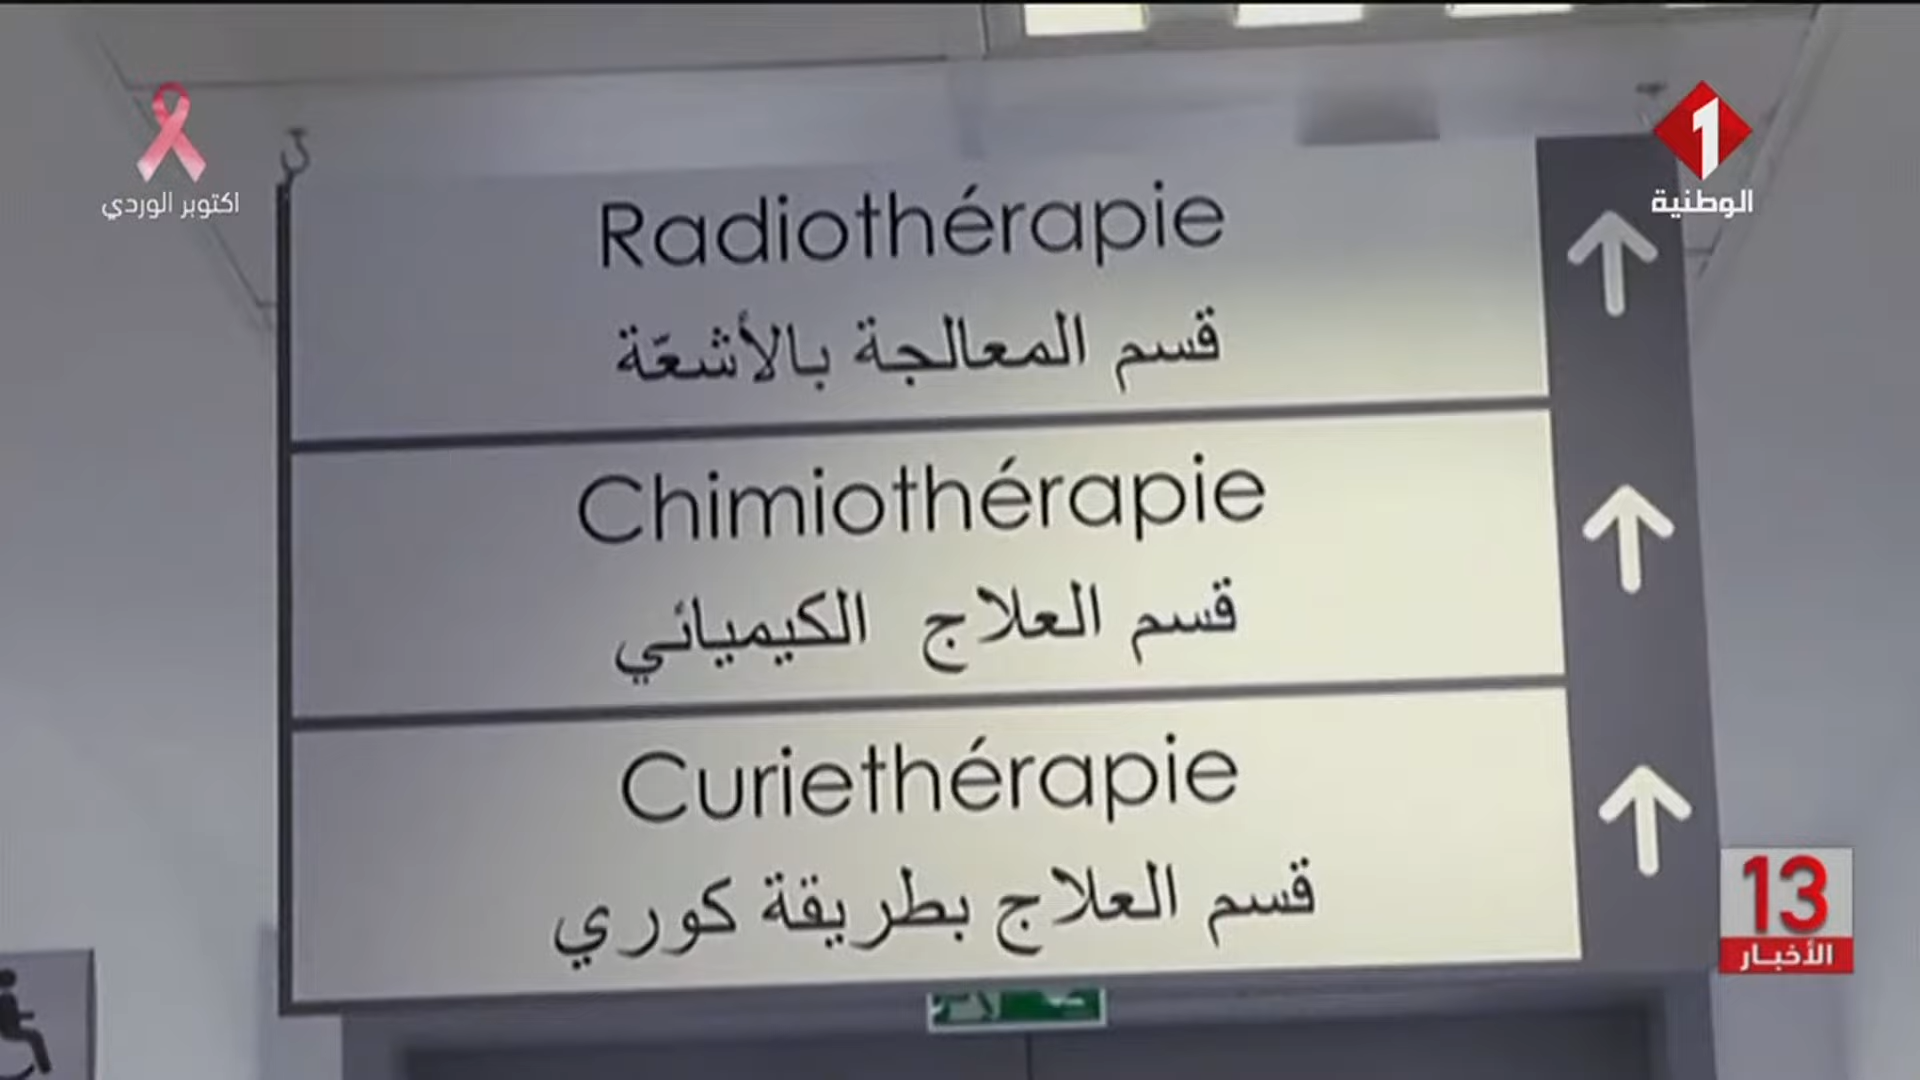 اكتوبر الوردي
1
الوطنية
Radiothérapie
قسم المعالجة بالأشعّة
Chimiothérapie
قسم العلاج الكيميائي
Curiethérapie
قسم العلاج بطريقة كوري
13
الأخبار